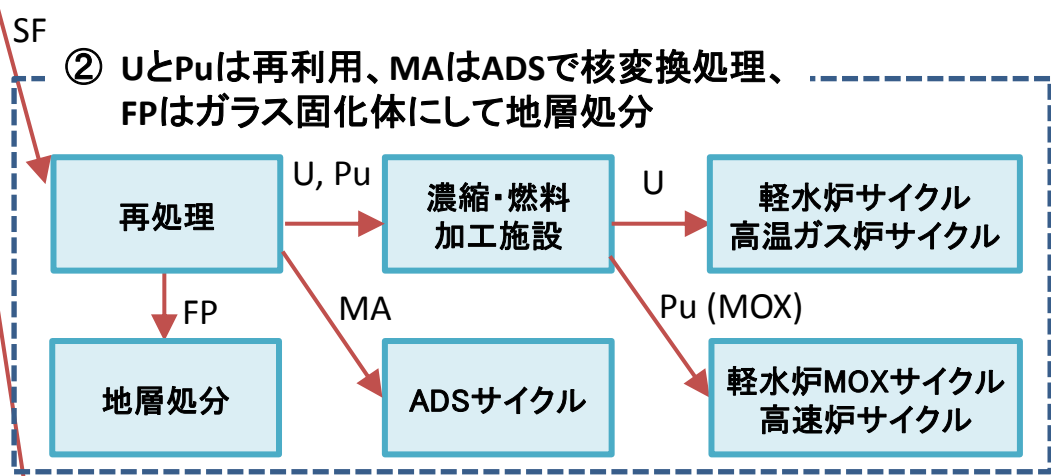 SF
② UとPuは再利用、MAはADSで核変換処理、
FPはガラス固化体にして地層処分
再処理
U, Pu
濃縮・燃料
加工施設
U
軽水炉サイクル
高温ガス炉サイクル
FP
MA
Pu (MOX)
地層処分
ADSサイクル
軽水炉MOXサイクル
高速炉サイクル